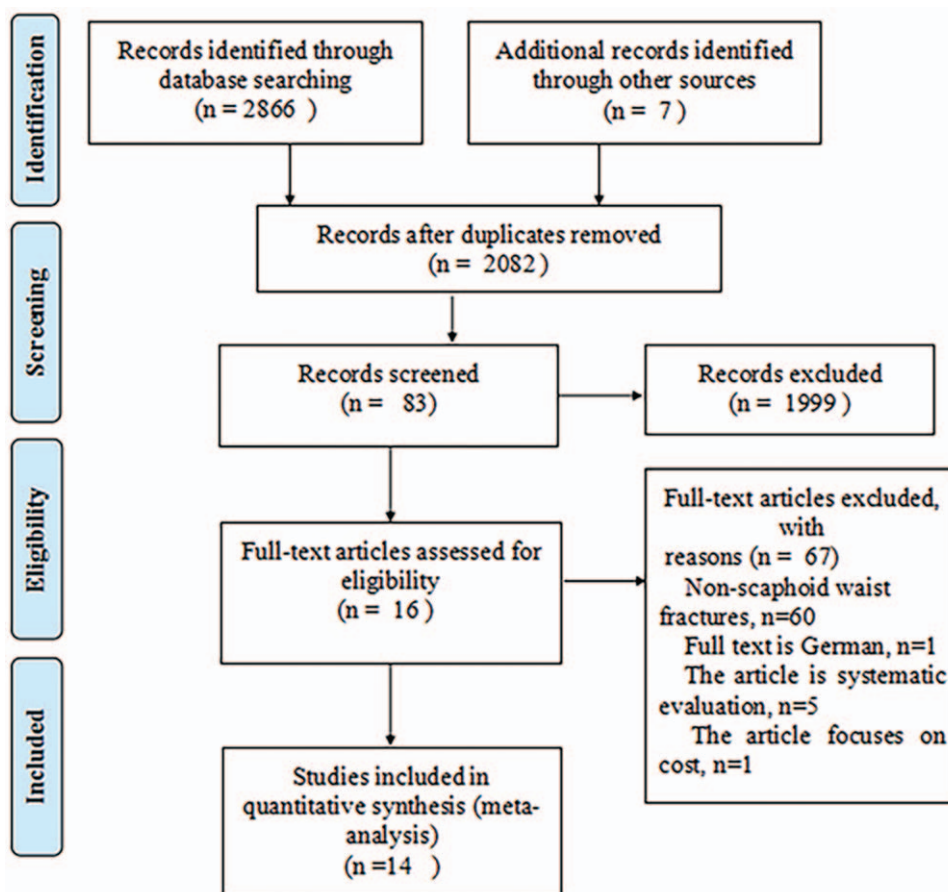 Identification
Records identified through
database searching
(n = 2866 )
Additional records identified
through other sources
(n = 7 )
Records after duplicates removed
(n = 2082 )
Screening
Records screened
(n = 83)
Records excluded
(n = 1999 )
Eligibility
Full-text articles assessed for
eligibility
(n = 16 )
Full-text articles excluded,
with
reasons (n = 67)
Non-scaphoid waist
fractures, n=60
Full text is German, n=1
The article is systematic
evaluation, n=5
The article focuses on
cost, n=1
Included
Studies included in
quantitative synthesis (meta-
analysis)
(n =14 )